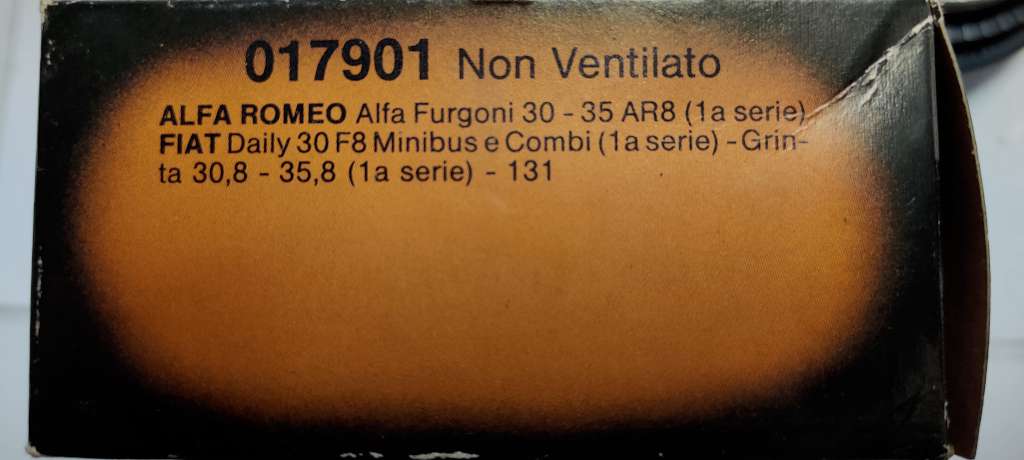 017901 Non Ventilato
ALFA ROMEO Alfa Furgoni 30 - 35 AR8 (1a serie)
FIAT Daily 30 F8 Minibus e Combi (1a serie) - Grin-
ta 30,8 - 35,8 (1a serie) - 131